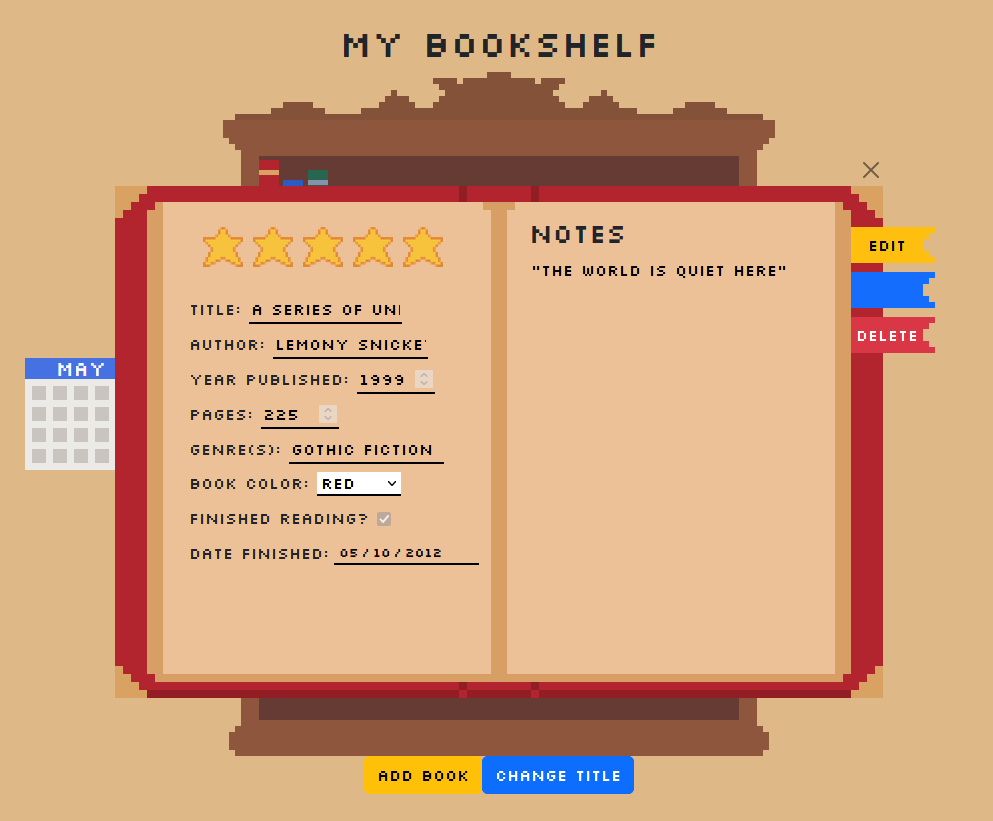 MY BOOKSHELF
NOTES
"THE WORLD IS QUIET HERE"
EDIT
DELETE
TITLE: A SERIES OF UNI
AUTHOR: LEMONY SNICKE
YEAR PUBLISHED: 1999
PAGES: 225
GENRE(S): GOTHIC FICTION
BOOK COLOR: RED
FINISHED READING?
DATE FINISHED: 05/10/2012
MAY
ADD BOOK
CHANGE TITLE